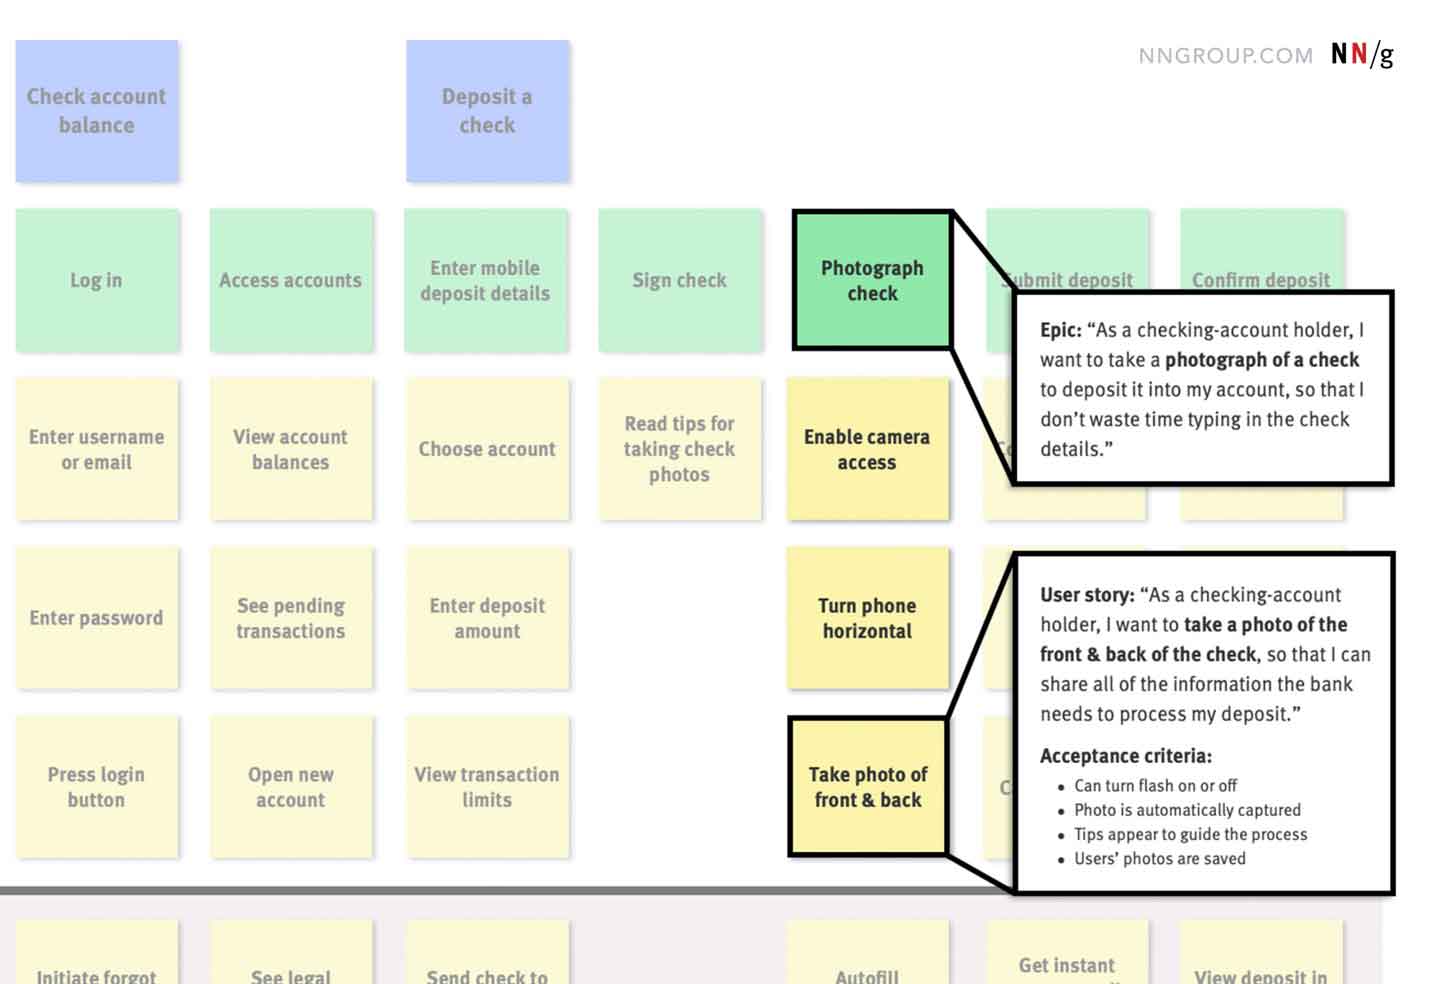 NNGROUP.COM NN/g
Check account
balance
Deposit a
check
Log in
Access accounts
Enter mobile
deposit details
Sign check
Photograph
check
Submit deposit
Confirm deposit
Epic: “As a checking-account holder, I
want to take a photograph of a check
to deposit it into my account, so that I
don’t waste time typing in the check
details.”
Enter username
or email
View account
balances
Choose account
Read tips for
taking check
photos
Enable camera
access
Enter password
See pending
transactions
Enter deposit
amount
Turn phone
horizontal
User story: “As a checking-account
holder, I want to take a photo of the
front & back of the check, so that I can
share all of the information the bank
needs to process my deposit.”
Acceptance criteria:
• Can turn flash on or off
• Photo is automatically captured
• Tips appear to guide the process
• Users’ photos are saved
Press login
button
Open new
account
View transaction
limits
Take photo of
front & back
Initiate forgot
See legal
Send check to
Autofill
Get instant
View deposit in